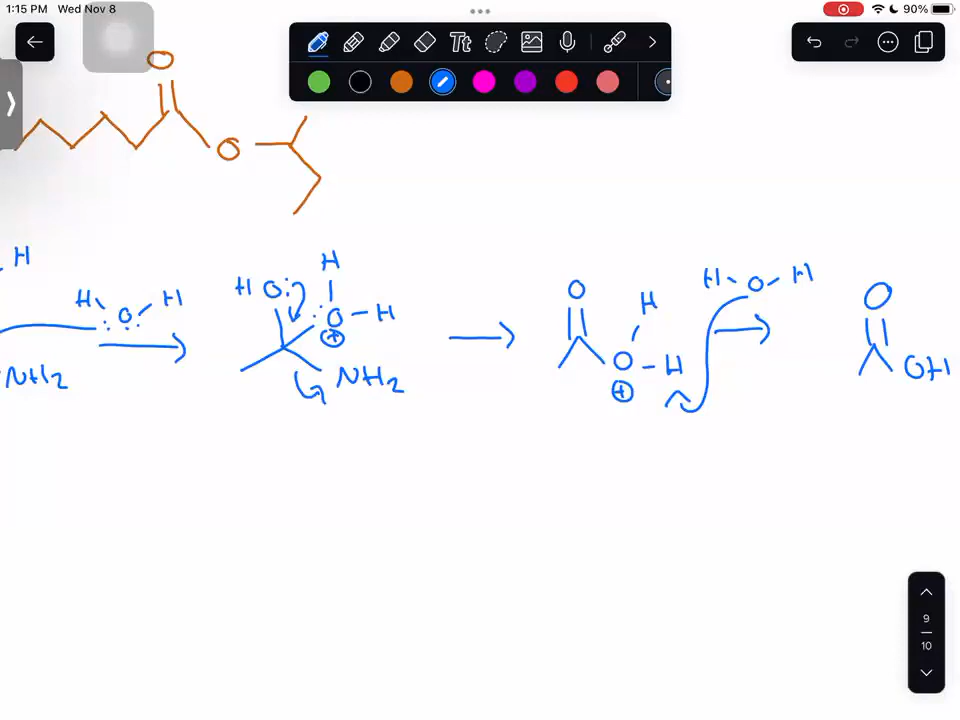 1:15 PM Wed Nov 8
90%
Tt
O
O
H
H O H
NH2
H
H O:
: O - H
+
NH2
O
H
O - H
+
H - O - H
O
OH
9
10